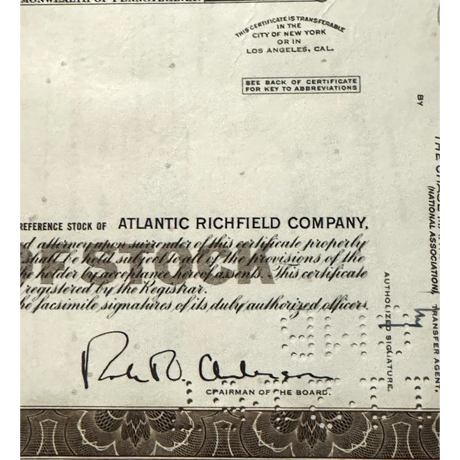 THIS CERTIFICATE IS TRANSFERABLE
IN THE
CITY OF NEW YORK
OR IN
LOS ANGELES, CAL.
SEE BACK OF CERTIFICATE
FOR KEY TO ABBREVIATIONS
BY
(NATIONAL ASSOCIATION), TRANSFER AGENT,
AUTHORIZED SIGNATURE.
REFERENCE STOCK OF ATLANTIC RICHFIELD COMPANY,
attorney upon surrender of this certificate properly
shall be held subject to all of the provisions of the
the holder by acceptance hereof assents. This certificate
registered by the Registrar.
the facsimile signatures of its duly authorized officers.
CHAIRMAN OF THE BOARD.